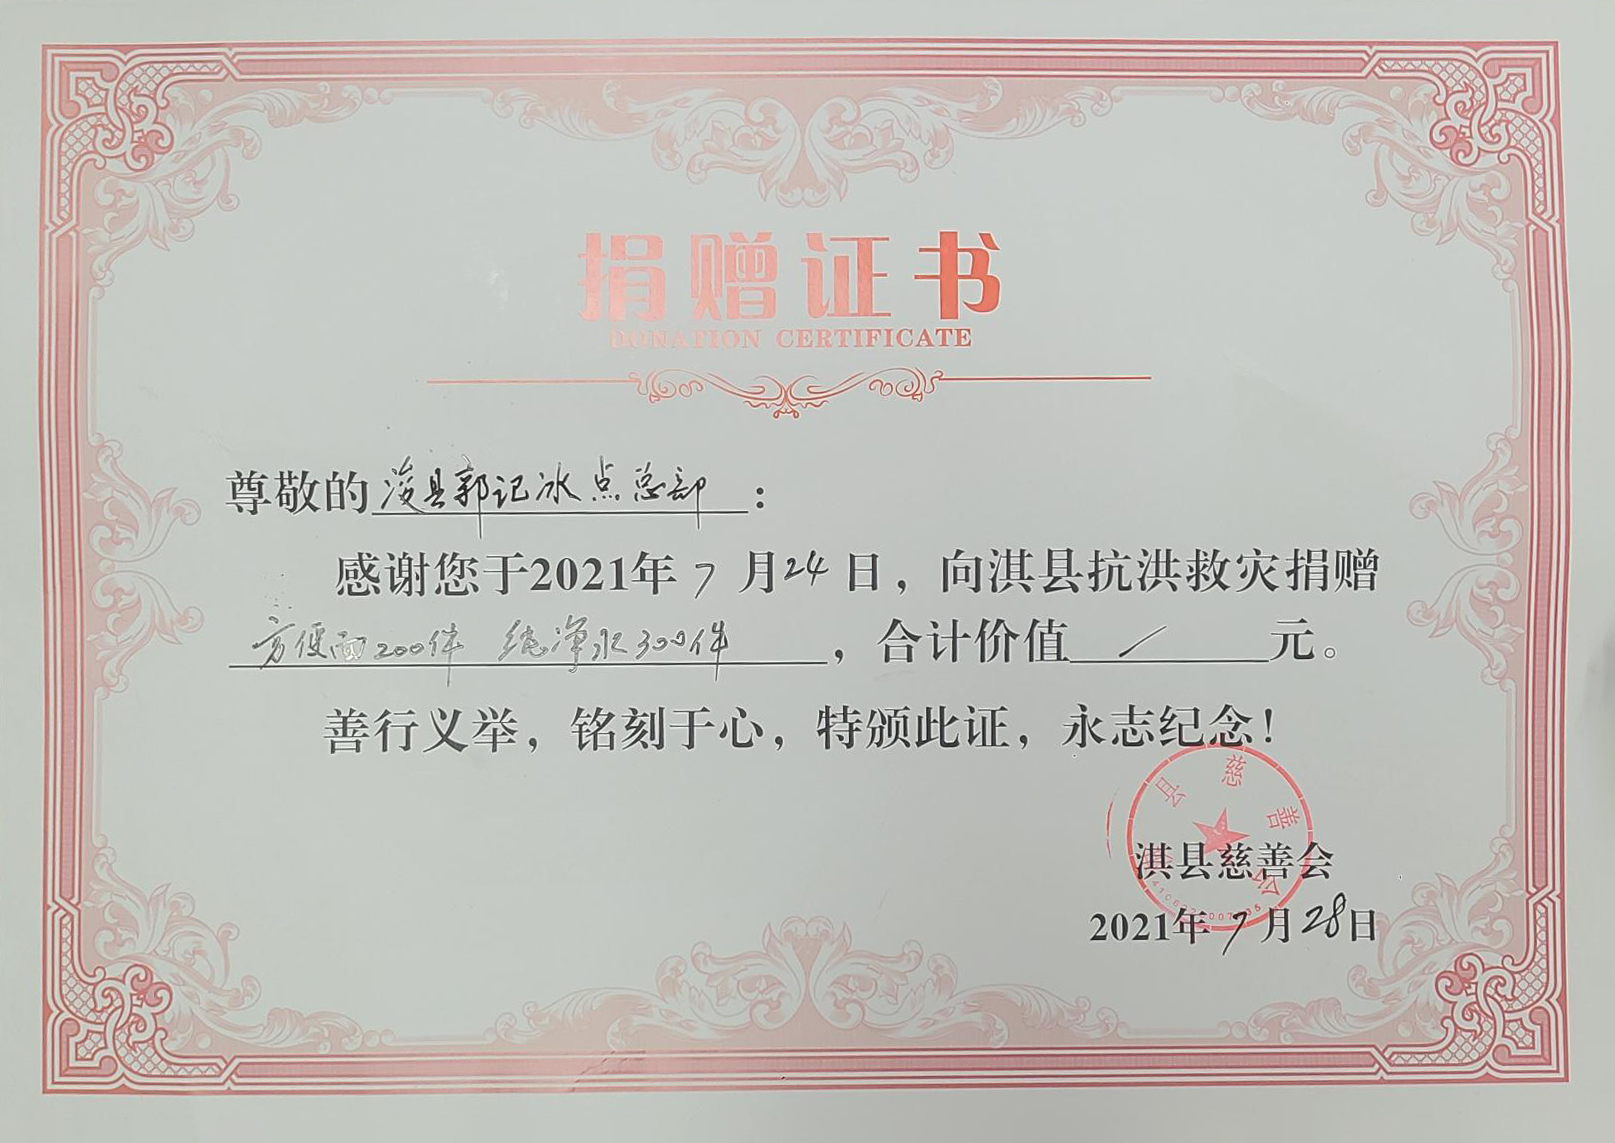 捐赠证书
DONATION CERTIFICATE
尊敬的浚县郭记冰点总部：
感谢您于2021年7月24日，向淇县抗洪救灾捐赠
方便面200件 纯净水300件，合计价值／元。
善行义举，铭刻于心，特颁此证，永志纪念！
县慈善会
淇县慈善会
2021年7月28日